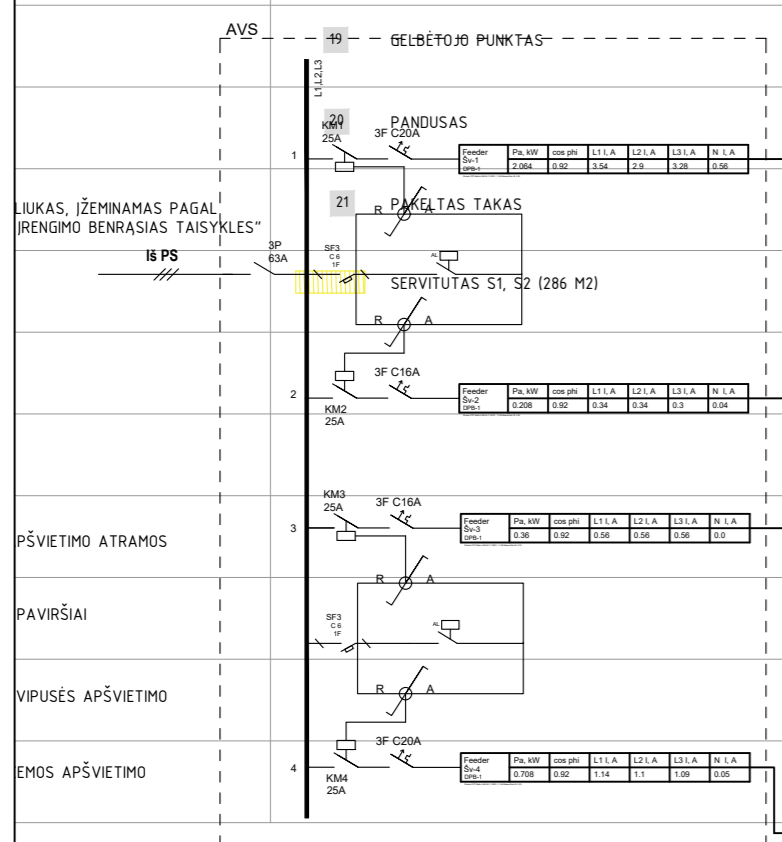 AVS
19
GELBĖTOJO PUNKTAS
L1,L2,L3
20
PANDUSAS
KM1
25A
3F C20A
1
Feeder Pa, kW cos phi L1 I, A L2 I, A L3 I, A N I, A
Šv-1
DPB-1 2.064 0.92 3.54 2.9 3.28 0.56
21
PAKELTAS TAKAS
R A
LIUKAS, ĮŽEMINAMAS PAGAL
ĮRENGIMO BENRĄSIAS TAISYKLES“
Iš PS
3P
63A
SF3
C 6
1F
AL
SERVITUTAS S1, S2 (286 M2)
R A
3F C16A
2
KM2
25A
Feeder Pa, kW cos phi L1 I, A L2 I, A L3 I, A N I, A
Šv-2
DPB-1 0.208 0.92 0.34 0.34 0.3 0.04
KM3
25A
3F C16A
3
Feeder Pa, kW cos phi L1 I, A L2 I, A L3 I, A N I, A
Šv-3
DPB-1 0.36 0.92 0.56 0.56 0.56 0.0
PŠVIETIMO ATRAMOS
R A
PAVIRŠIAI
SF3
C 6
1F
AL
VIPUSĖS APŠVIETIMO
R A
3F C20A
EMOS APŠVIETIMO
4
KM4
25A
Feeder Pa, kW cos phi L1 I, A L2 I, A L3 I, A N I, A
Šv-4
DPB-1 0.708 0.92 1.14 1.1 1.09 0.05